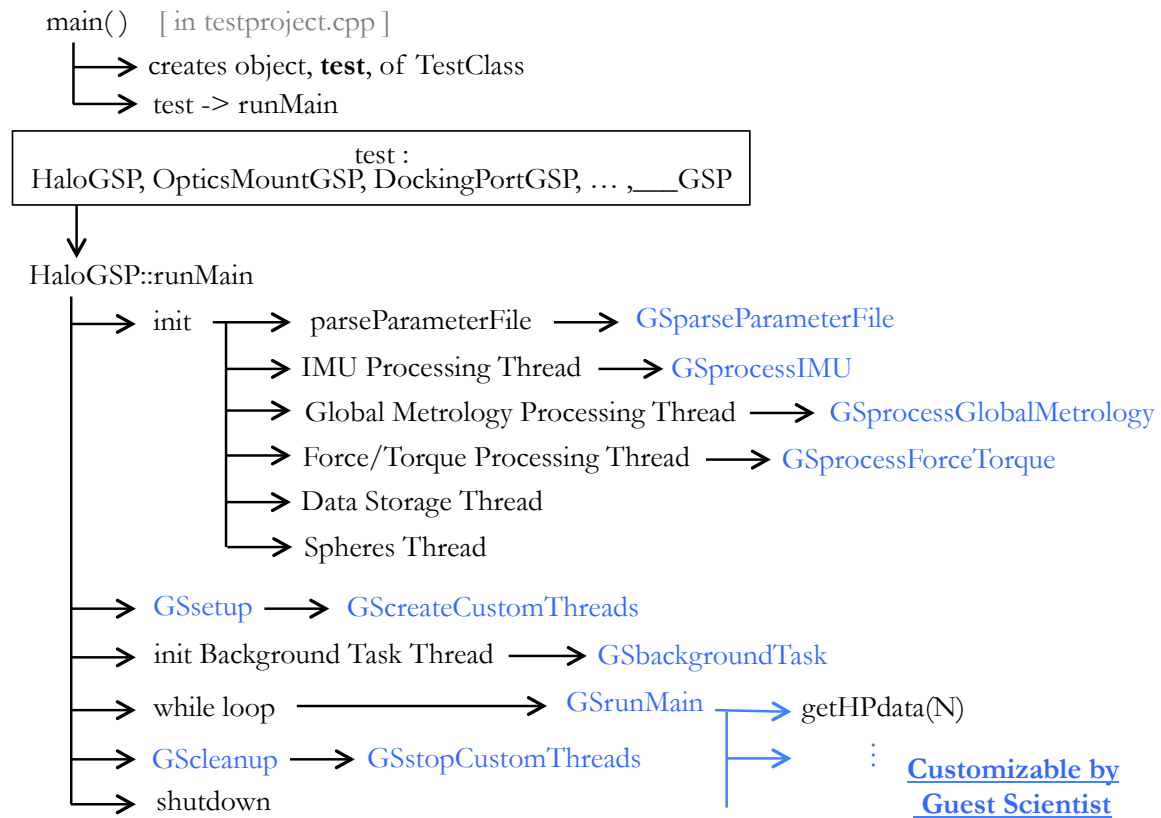 main( ) [ in testproject.cpp ]
creates object, test, of TestClass
test -> runMain
test :
HaloGSP, OpticsMountGSP, DockingPortGSP, … ,___GSP
HaloGSP::runMain
init parseParameterFile GSparseParameterFile
IMU Processing Thread GSprocessIMU
Global Metrology Processing Thread GSprocessGlobalMetrology
Force/Torque Processing Thread GSprocessForceTorque
Data Storage Thread
Spheres Thread
GSsetup GScreateCustomThreads
init Background Task Thread GSbackgroundTask
while loop GSrunMain getHPdata(N)
GScleanup GSstopCustomThreads ⋮
shutdown
Customizable by
Guest Scientist